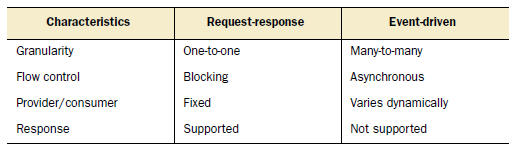 Characteristics Request-response Event-driven
Granularity One-to-one Many-to-many
Flow control Blocking Asynchronous
Provider/consumer Fixed Varies dynamically
Response Supported Not supported